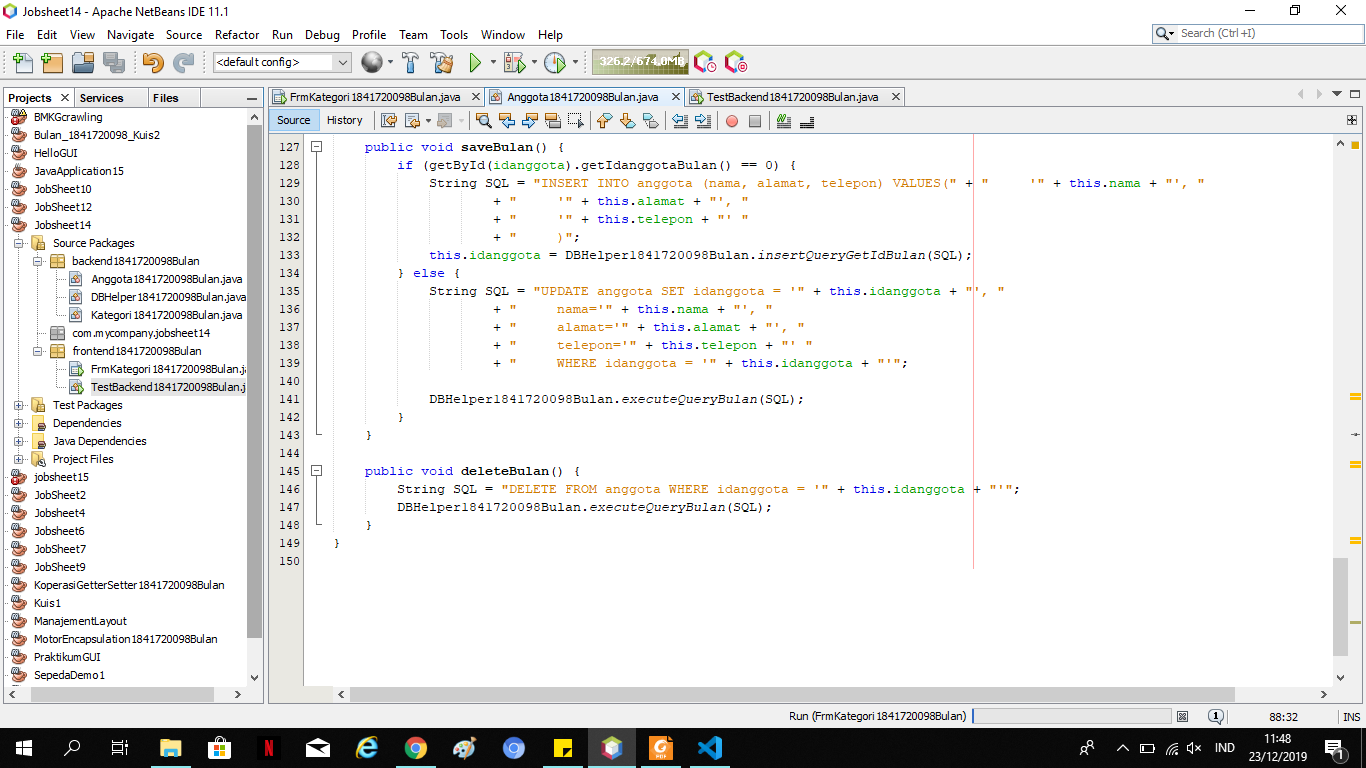 Jobsheet14 - Apache NetBeans IDE 11.1
File Edit View Navigate Source Refactor Run Debug Profile Team Tools Window Help
Search (Ctrl+I)
<default config>
326.2/674.0MB
Projects Services Files
FrmKategori1841720098Bulan.java Anggota1841720098Bulan.java TestBackend1841720098Bulan.java
Source History
BMKGcrawling
Bulan_1841720098_Kuis2
HelloGUI
JavaApplication15
JobSheet10
JobSheet12
Jobsheet14
Source Packages
backend1841720098Bulan
Anggota1841720098Bulan.java
DBHelper1841720098Bulan.java
Kategori1841720098Bulan.java
com.mycompany.jobsheet14
frontend1841720098Bulan
FrmKategori1841720098Bulan.ja
TestBackend1841720098Bulan.j
Test Packages
Dependencies
Java Dependencies
Project Files
jobsheet15
JobSheet2
Jobsheet4
Jobsheet6
JobSheet7
JobSheet9
KoperasiGetterSetter1841720098Bulan
Kuis1
ManajementLayout
MotorEncapsulation1841720098Bulan
PraktikumGUI
SepedaDemo1
127 public void saveBulan() {
128 if (getById(idanggota).getIdanggotaBulan() == 0) {
129 String SQL = "INSERT INTO anggota (nama, alamat, telepon) VALUES(" + "     '" + this.nama + "', "
130 + "     '" + this.alamat + "', "
131 + "     '" + this.telepon + "' "
132 + "     )";
133 this.idanggota = DBHelper1841720098Bulan.insertQueryGetIdBulan(SQL);
134 } else {
135 String SQL = "UPDATE anggota SET idanggota = '" + this.idanggota + "', "
136 + "     nama='" + this.nama + "', "
137 + "     alamat='" + this.alamat + "', "
138 + "     telepon='" + this.telepon + "' "
139 + "     WHERE idanggota = '" + this.idanggota + "'";
140
141 DBHelper1841720098Bulan.executeQueryBulan(SQL);
142 }
143 }
144
145 public void deleteBulan() {
146 String SQL = "DELETE FROM anggota WHERE idanggota = '" + this.idanggota + "'";
147 DBHelper1841720098Bulan.executeQueryBulan(SQL);
148 }
149 }
150
Run (FrmKategori1841720098Bulan) 1 88:32 INS
IND
11:48
23/12/2019
1